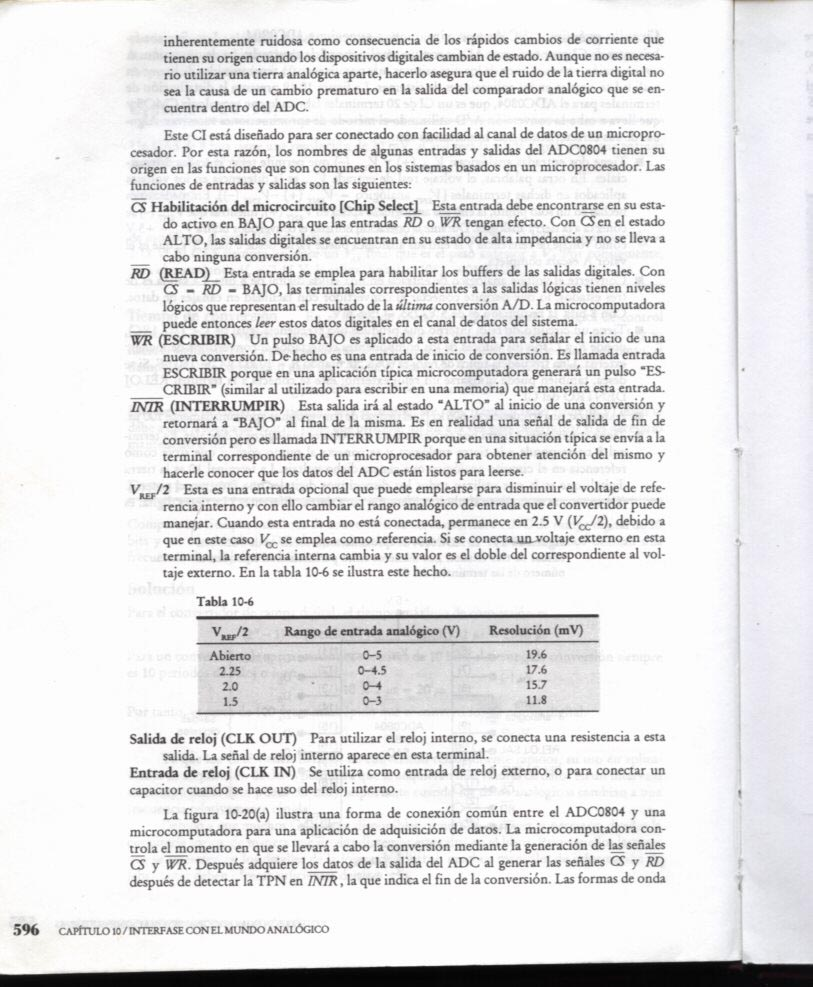 inherentemente ruidosa como consecuencia de los rápidos cambios de corriente que
tienen su origen cuando los dispositivos digitales cambian de estado. Aunque no es necesa-
rio utilizar una tierra analógica aparte, hacerlo asegura que el ruido de la tierra digital no
sea la causa de un cambio prematuro en la salida del comparador analógico que se en-
cuentra dentro del ADC.
Este CI está diseñado para ser conectado con facilidad al canal de datos de un micropro-
cesador. Por esta razón, los nombres de algunas entradas y salidas del ADC0804 tienen su
origen en las funciones que son comunes en los sistemas basados en un microprocesador. Las
funciones de entradas y salidas son las siguientes:
C̅S̅ Habilitación del microcircuito [Chip Select] Esta entrada debe encontrarse en su esta-
do activo en BAJO para que las entradas R̅D̅ o W̅R̅ tengan efecto. Con C̅S̅ en el estado
ALTO, las salidas digitales se encuentran en su estado de alta impedancia y no se lleva a
cabo ninguna conversión.
R̅D̅ (READ) Esta entrada se emplea para habilitar los buffers de las salidas digitales. Con
C̅S̅ = R̅D̅ = BAJO, las terminales correspondientes a las salidas lógicas tienen niveles
lógicos que representan el resultado de la última conversión A/D. La microcomputadora
puede entonces leer estos datos digitales en el canal de datos del sistema.
W̅R̅ (ESCRIBIR) Un pulso BAJO es aplicado a esta entrada para señalar el inicio de una
nueva conversión. De hecho es una entrada de inicio de conversión. Es llamada entrada
ESCRIBIR porque en una aplicación típica microcomputadora generará un pulso "ES-
CRIBIR" (similar al utilizado para escribir en una memoria) que manejará esta entrada.
I̅N̅T̅R̅ (INTERRUMPIR) Esta salida irá al estado "ALTO" al inicio de una conversión y
retornará a "BAJO" al final de la misma. Es en realidad una señal de salida de fin de
conversión pero es llamada INTERRUMPIR porque en una situación típica se envía a la
terminal correspondiente de un microprocesador para obtener atención del mismo y
hacerle conocer que los datos del ADC están listos para leerse.
V_REF/2 Esta es una entrada opcional que puede emplearse para disminuir el voltaje de refe-
rencia interno y con ello cambiar el rango analógico de entrada que el convertidor puede
manejar. Cuando esta entrada no está conectada, permanece en 2.5 V (V_CC/2), debido a
que en este caso V_CC se emplea como referencia. Si se conecta un voltaje externo en esta
terminal, la referencia interna cambia y su valor es el doble del correspondiente al vol-
taje externo. En la tabla 10-6 se ilustra este hecho.
Tabla 10-6
V_REF/2 Rango de entrada analógico (V) Resolución (mV)
Abierto 0–5 19.6
2.25 0–4.5 17.6
2.0 0–4 15.7
1.5 0–3 11.8
Salida de reloj (CLK OUT) Para utilizar el reloj interno, se conecta una resistencia a esta
salida. La señal de reloj interno aparece en esta terminal.
Entrada de reloj (CLK IN) Se utiliza como entrada de reloj externo, o para conectar un
capacitor cuando se hace uso del reloj interno.
La figura 10-20(a) ilustra una forma de conexión común entre el ADC0804 y una
microcomputadora para una aplicación de adquisición de datos. La microcomputadora con-
trola el momento en que se llevará a cabo la conversión mediante la generación de las señales
C̅S̅ y W̅R̅. Después adquiere los datos de la salida del ADC al generar las señales C̅S̅ y R̅D̅
después de detectar la TPN en I̅N̅T̅R̅, la que indica el fin de la conversión. Las formas de onda
596 CAPÍTULO 10 / INTERFASE CON EL MUNDO ANALÓGICO